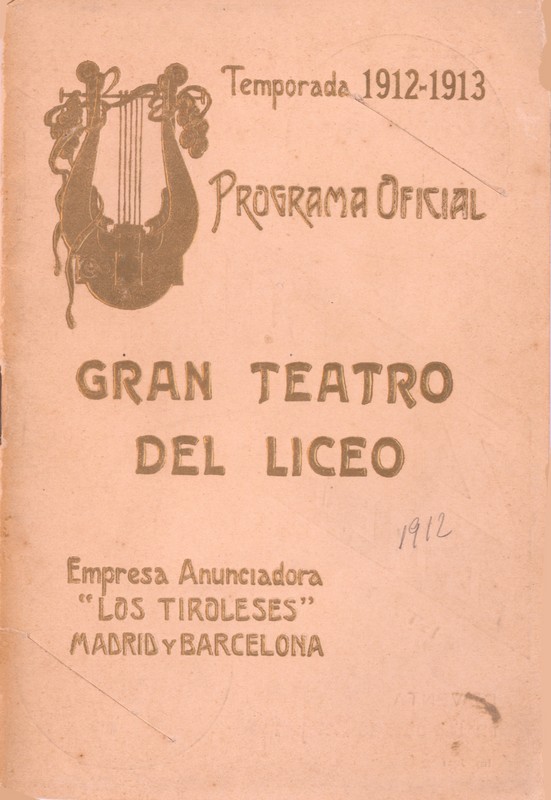 Temporada 1912-1913
PROGRAMA OFICIAL
GRAN TEATRO
DEL LICEO
1912
Empresa Anunciadora
"LOS TIROLESES"
MADRID Y BARCELONA